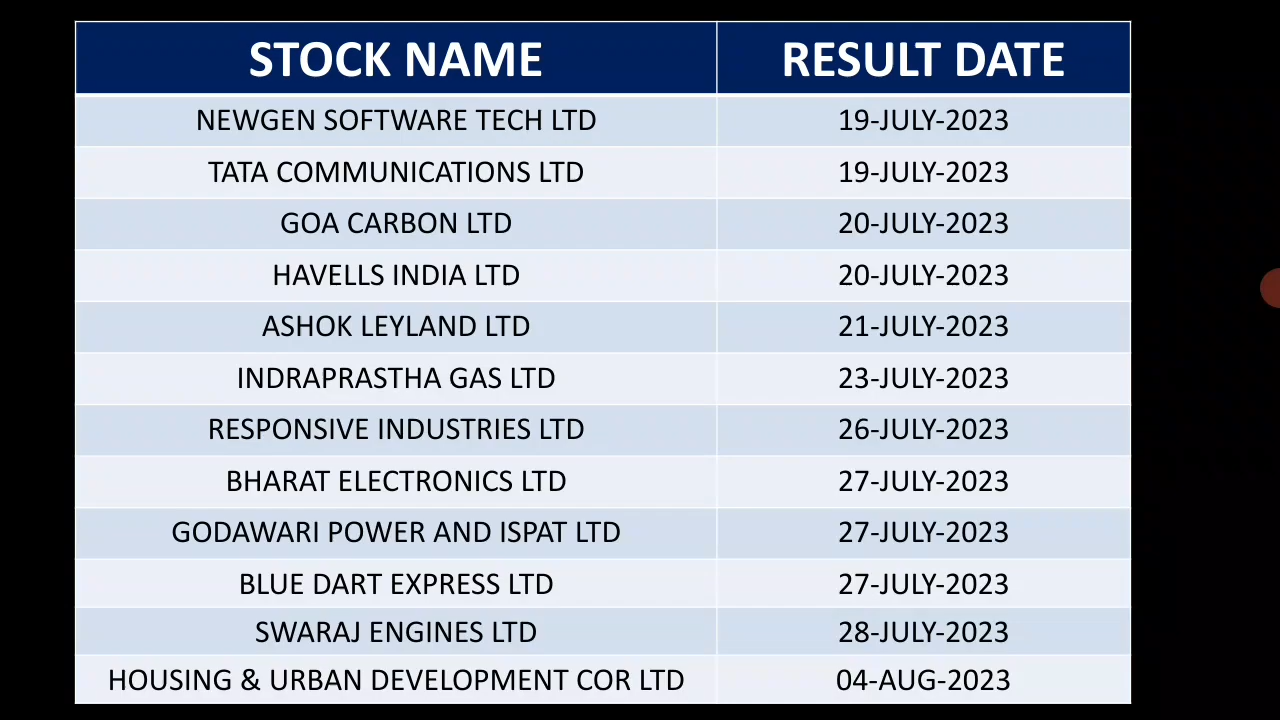 STOCK NAME RESULT DATE
NEWGEN SOFTWARE TECH LTD 19-JULY-2023
TATA COMMUNICATIONS LTD 19-JULY-2023
GOA CARBON LTD 20-JULY-2023
HAVELLS INDIA LTD 20-JULY-2023
ASHOK LEYLAND LTD 21-JULY-2023
INDRAPRASTHA GAS LTD 23-JULY-2023
RESPONSIVE INDUSTRIES LTD 26-JULY-2023
BHARAT ELECTRONICS LTD 27-JULY-2023
GODAWARI POWER AND ISPAT LTD 27-JULY-2023
BLUE DART EXPRESS LTD 27-JULY-2023
SWARAJ ENGINES LTD 28-JULY-2023
HOUSING & URBAN DEVELOPMENT COR LTD 04-AUG-2023